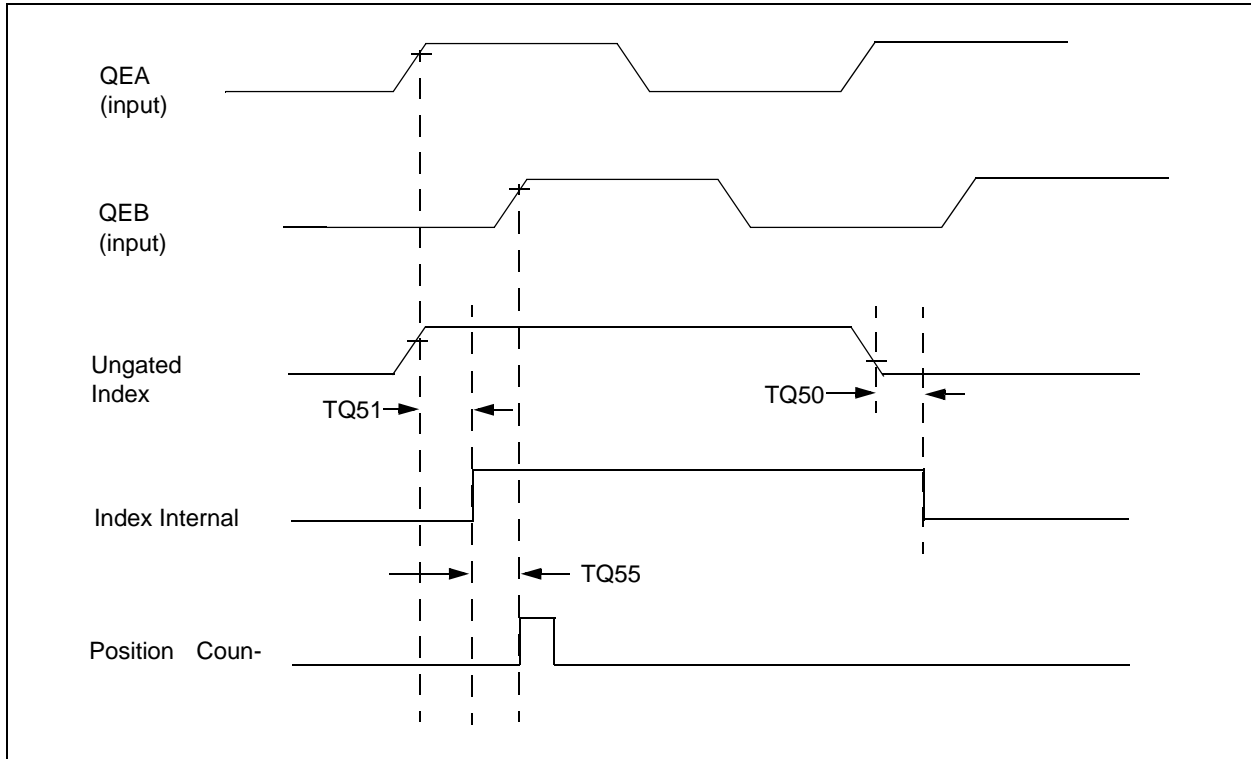 QEA
(input)
QEB
(input)
Ungated
Index
TQ51
TQ50
Index Internal
TQ55
Position Coun-